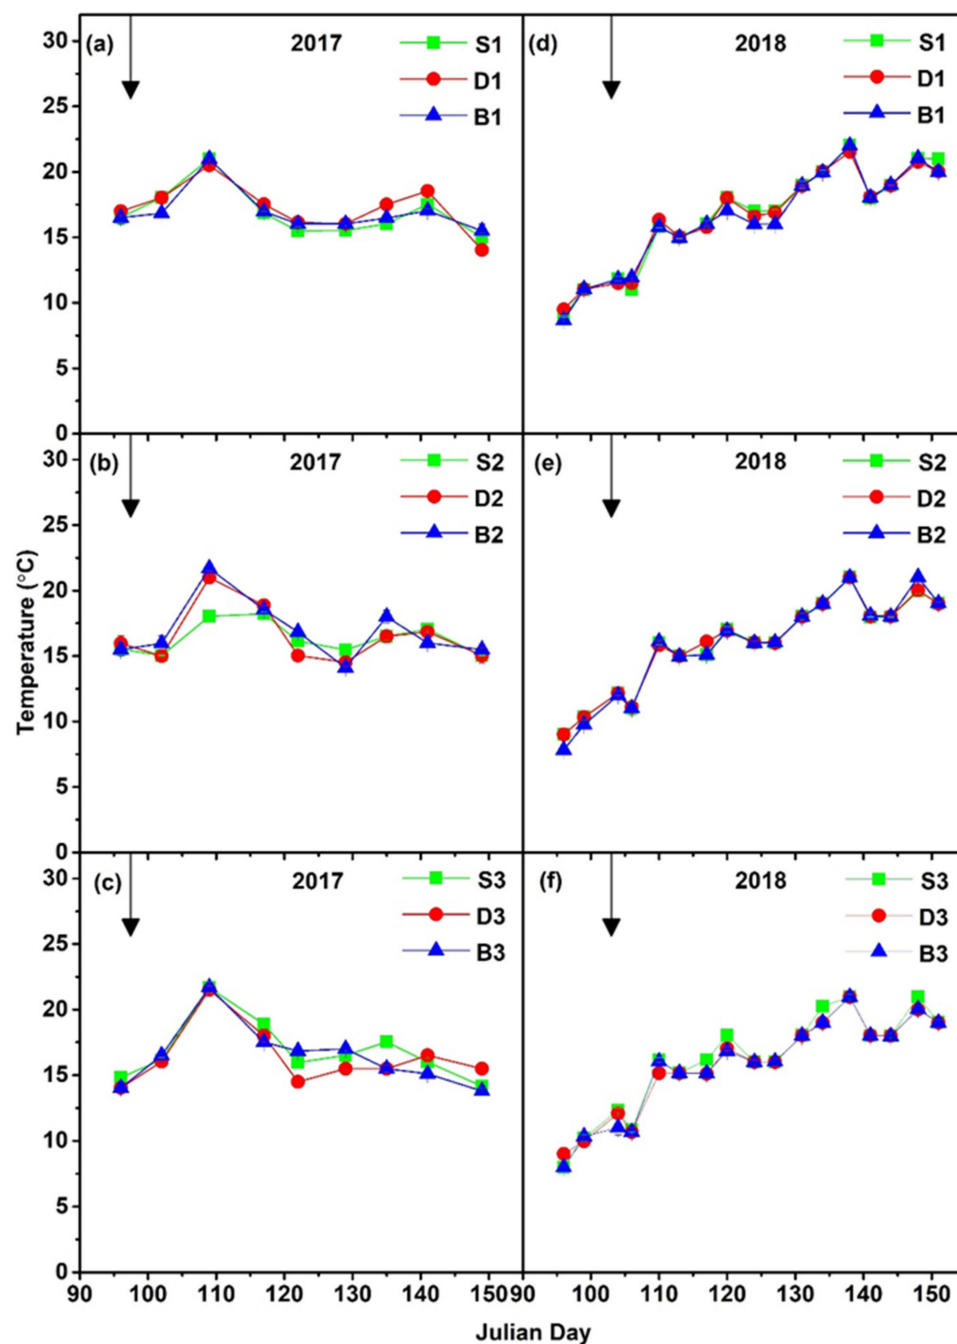 (a) 2017 S1
D1
B1
(d) 2018 S1
D1
B1
30
25
20
15
10
5
0
(b) 2017 S2
D2
B2
(e) 2018 S2
D2
B2
30
25
20
15
10
5
0
(c) 2017 S3
D3
B3
(f) 2018 S3
D3
B3
30
25
20
15
10
5
0
Temperature (°C)
90 100 110 120 130 140 150 90 100 110 120 130 140 150
Julian Day